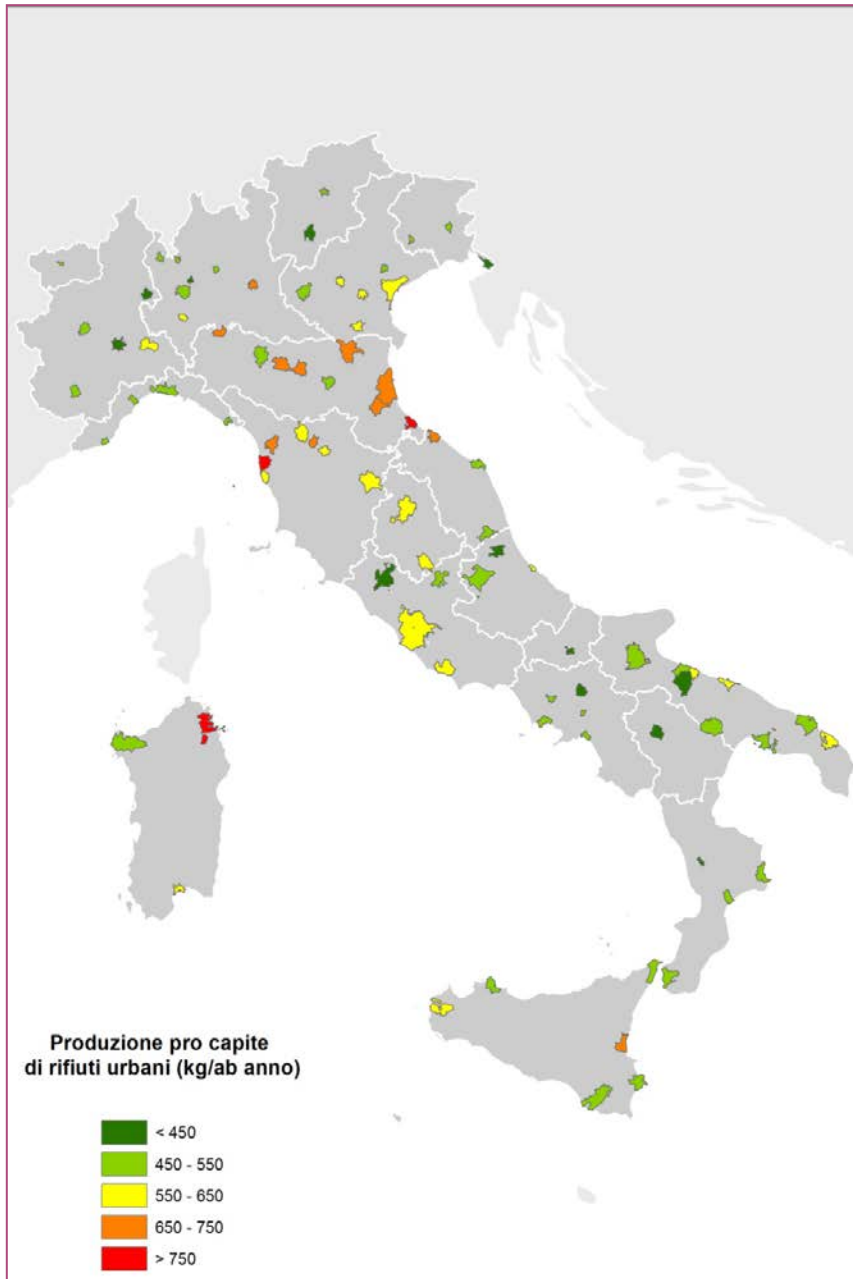 Produzione pro capite
di rifiuti urbani (kg/ab anno)
< 450
450 - 550
550 - 650
650 - 750
> 750